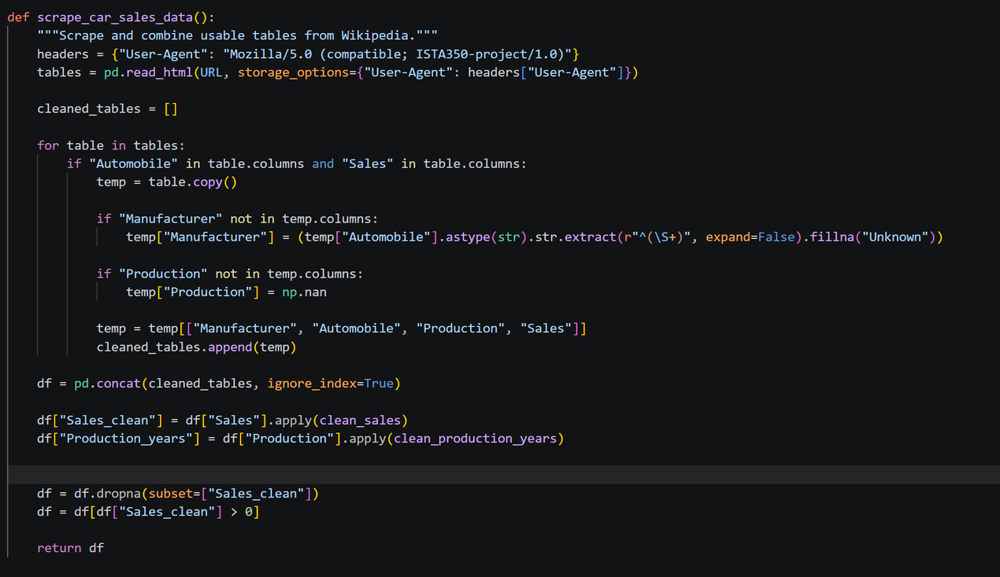 def scrape_car_sales_data():
    """Scrape and combine usable tables from Wikipedia."""
    headers = {"User-Agent": "Mozilla/5.0 (compatible; ISTA350-project/1.0)"}
    tables = pd.read_html(URL, storage_options={"User-Agent": headers["User-Agent"]})
    cleaned_tables = []
    for table in tables:
        if "Automobile" in table.columns and "Sales" in table.columns:
            temp = table.copy()
            if "Manufacturer" not in temp.columns:
                temp["Manufacturer"] = (temp["Automobile"].astype(str).str.extract(r"^(\S+)", expand=False).fillna("Unknown"))
            if "Production" not in temp.columns:
                temp["Production"] = np.nan
            temp = temp[["Manufacturer", "Automobile", "Production", "Sales"]]
            cleaned_tables.append(temp)
    df = pd.concat(cleaned_tables, ignore_index=True)
    df["Sales_clean"] = df["Sales"].apply(clean_sales)
    df["Production_years"] = df["Production"].apply(clean_production_years)
    df = df.dropna(subset=["Sales_clean"])
    df = df[df["Sales_clean"] > 0]
    return df